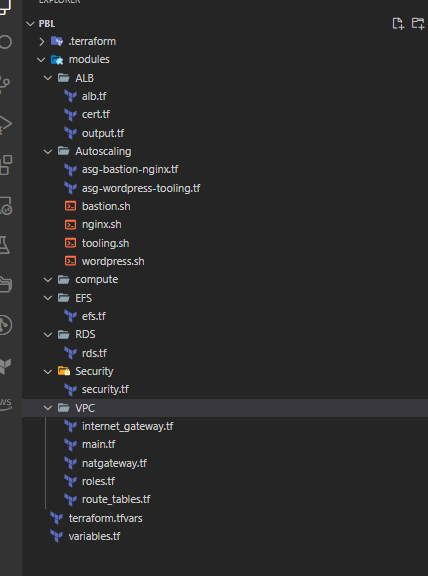 EXPLORER
PBL
.terraform
modules
ALB
alb.tf
cert.tf
output.tf
Autoscaling
asg-bastion-nginx.tf
asg-wordpress-tooling.tf
bastion.sh
nginx.sh
tooling.sh
wordpress.sh
compute
EFS
efs.tf
RDS
rds.tf
Security
security.tf
VPC
internet_gateway.tf
main.tf
natgateway.tf
roles.tf
route_tables.tf
terraform.tfvars
variables.tf